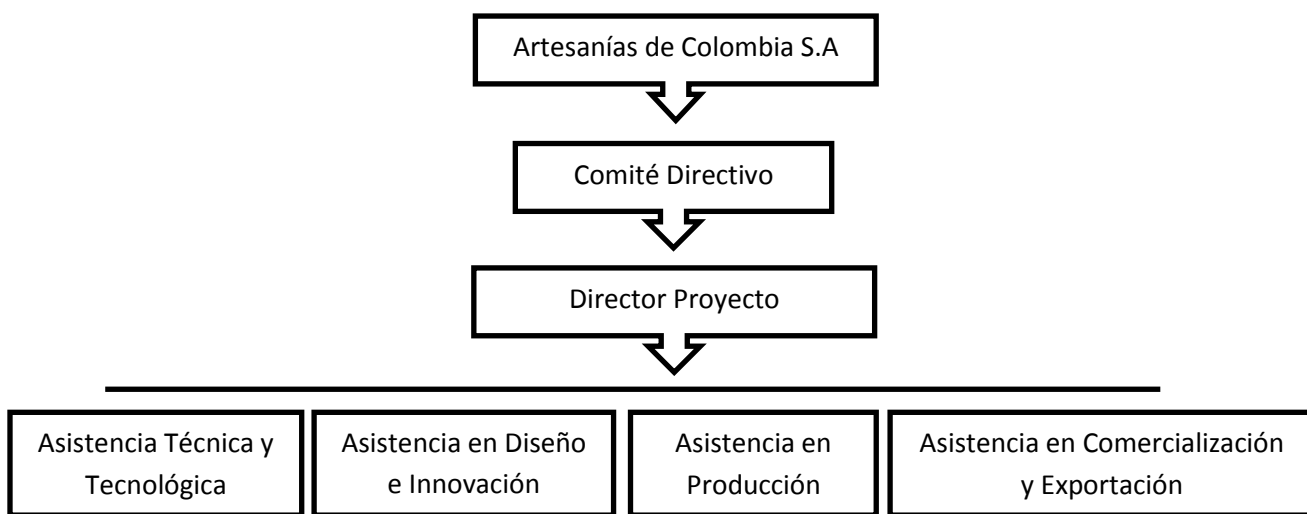 Artesanías de Colombia S.A
Comité Directivo
Director Proyecto
Asistencia Técnica y
Tecnológica
Asistencia en Diseño
e Innovación
Asistencia en
Producción
Asistencia en Comercialización
y Exportación